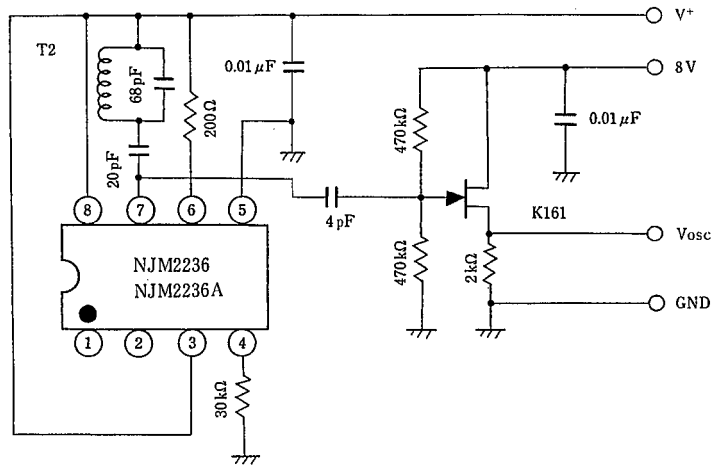 V⁺
T2
68pF
0.01μF
200Ω
8V
470kΩ
0.01μF
20pF
8
7
6
5
4pF
K161
NJM2236
NJM2236A
470kΩ
2kΩ
Vosc
GND
1
2
3
4
30kΩ